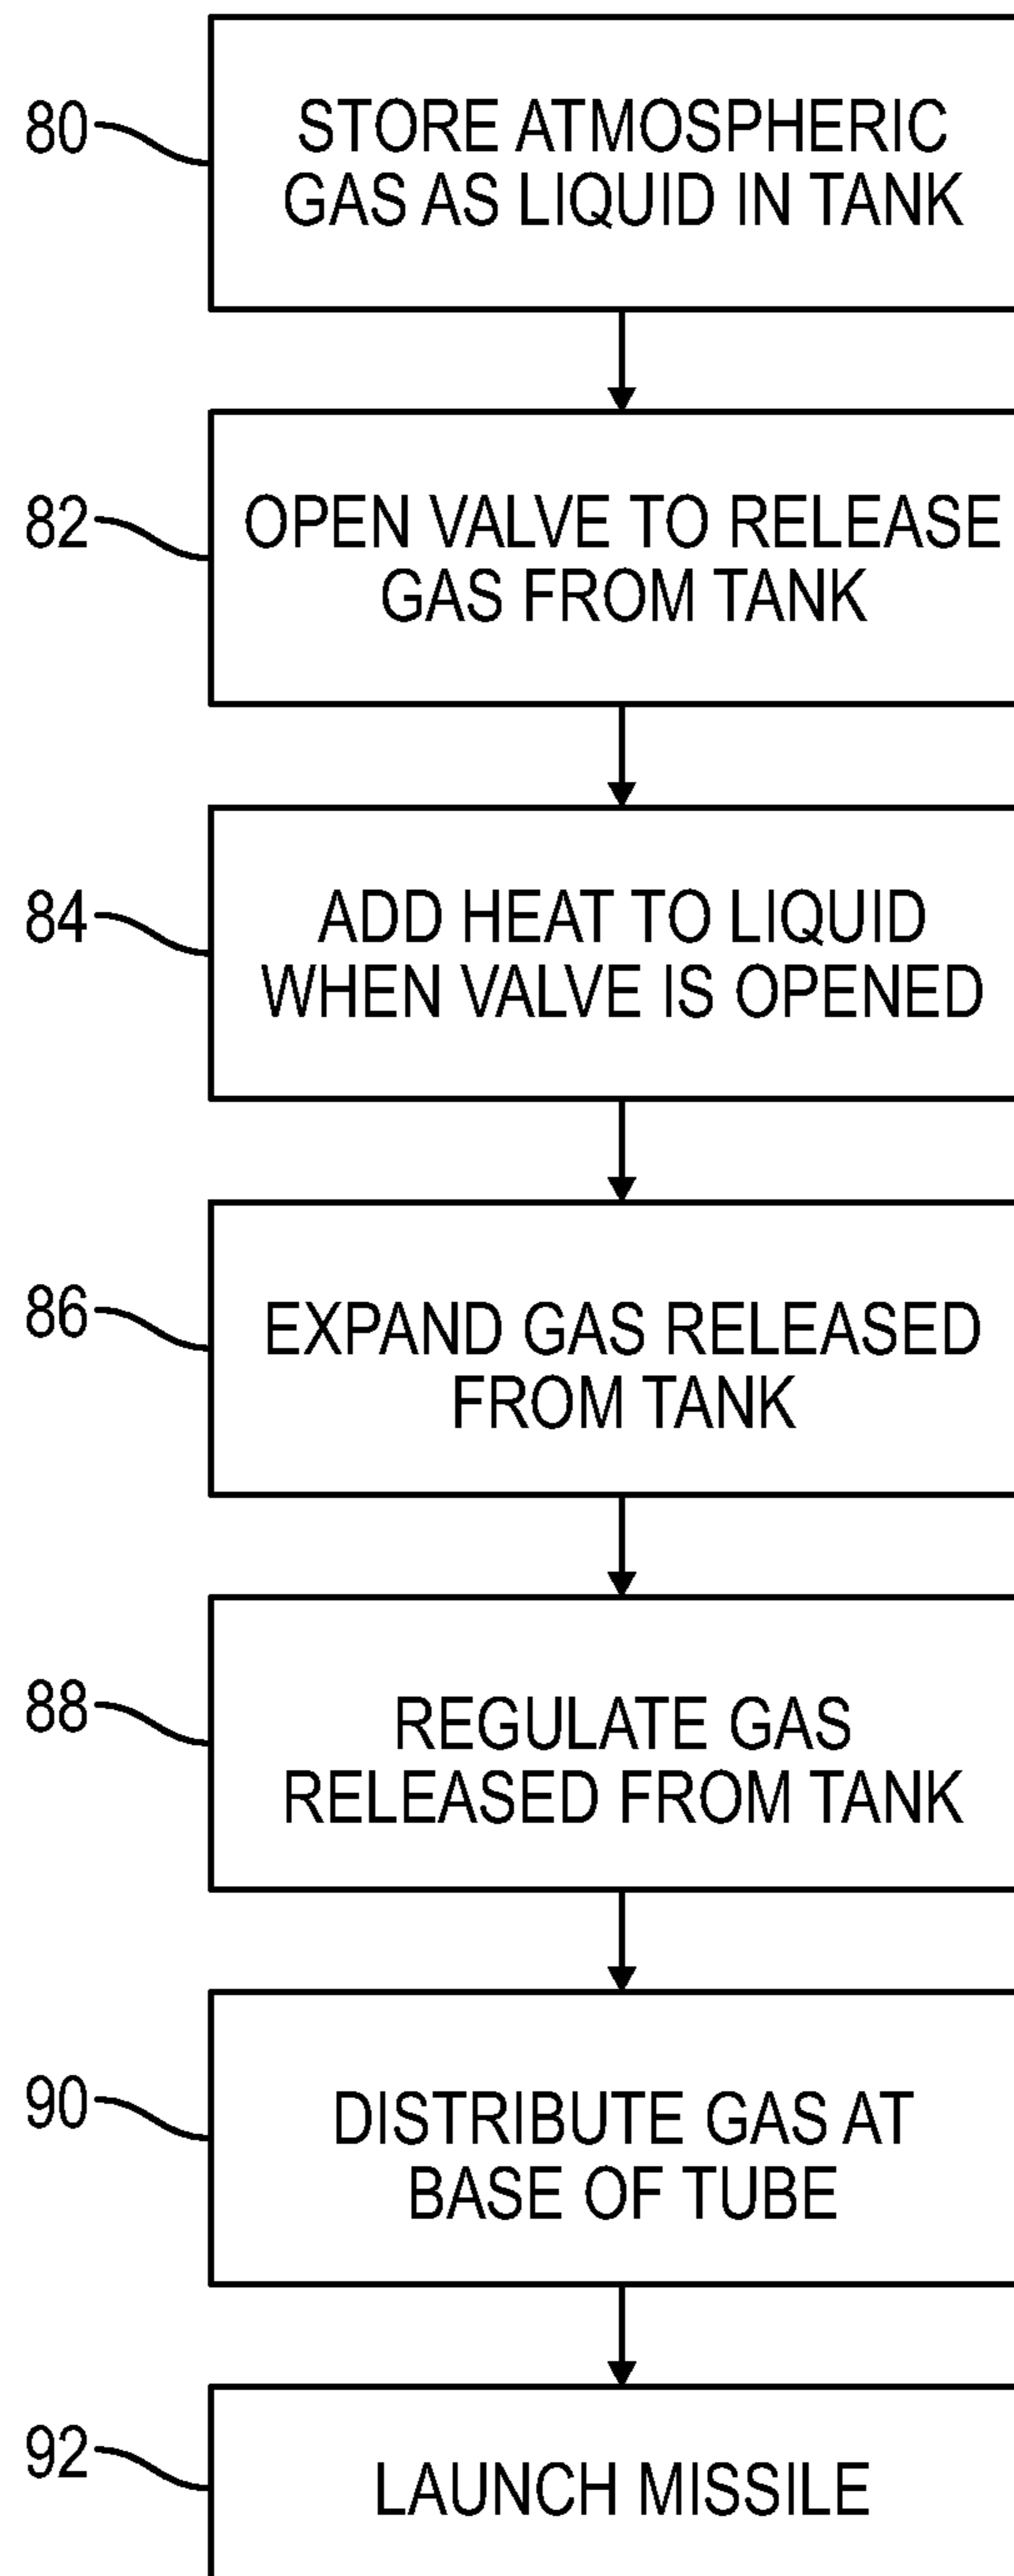 80
STORE ATMOSPHERIC
GAS AS LIQUID IN TANK
82
OPEN VALVE TO RELEASE
GAS FROM TANK
84
ADD HEAT TO LIQUID
WHEN VALVE IS OPENED
86
EXPAND GAS RELEASED
FROM TANK
88
REGULATE GAS
RELEASED FROM TANK
90
DISTRIBUTE GAS AT
BASE OF TUBE
92
LAUNCH MISSILE